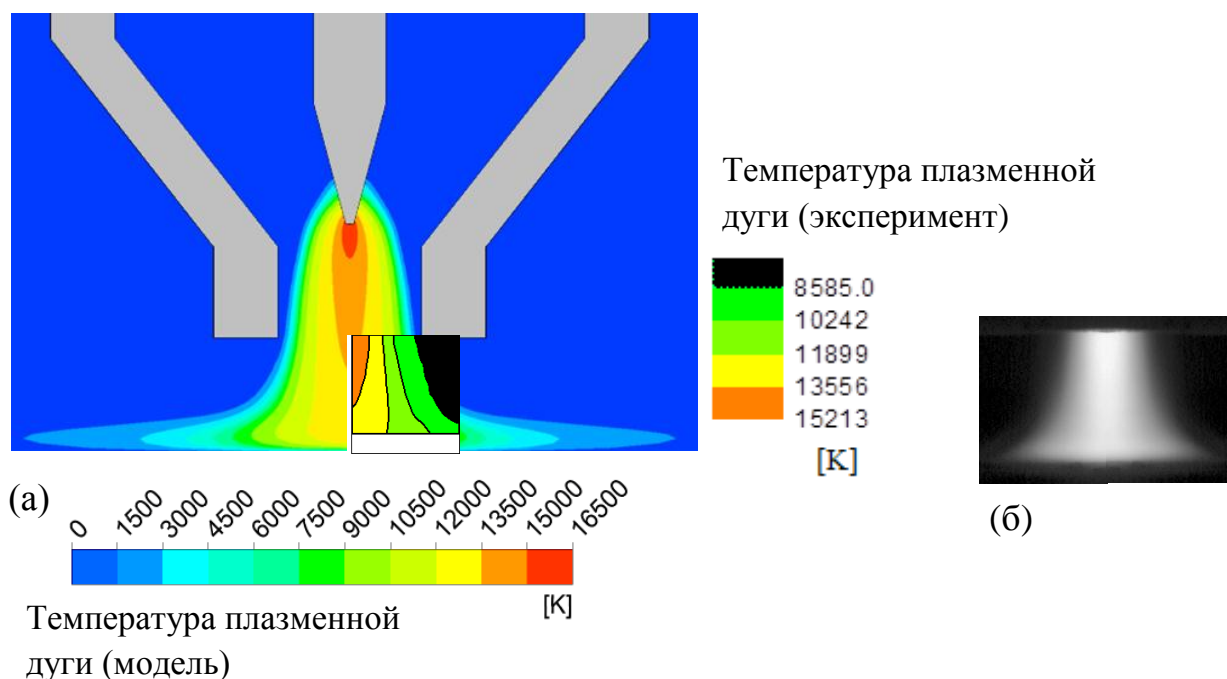 Температура плазменной
дуги (эксперимент)
8585.0
10242
11899
13556
15213
[K]
(а)
0 1500 3000 4500 6000 7500 9000 10500 12000 13500 15000 16500
[K]
Температура плазменной
дуги (модель)
(б)